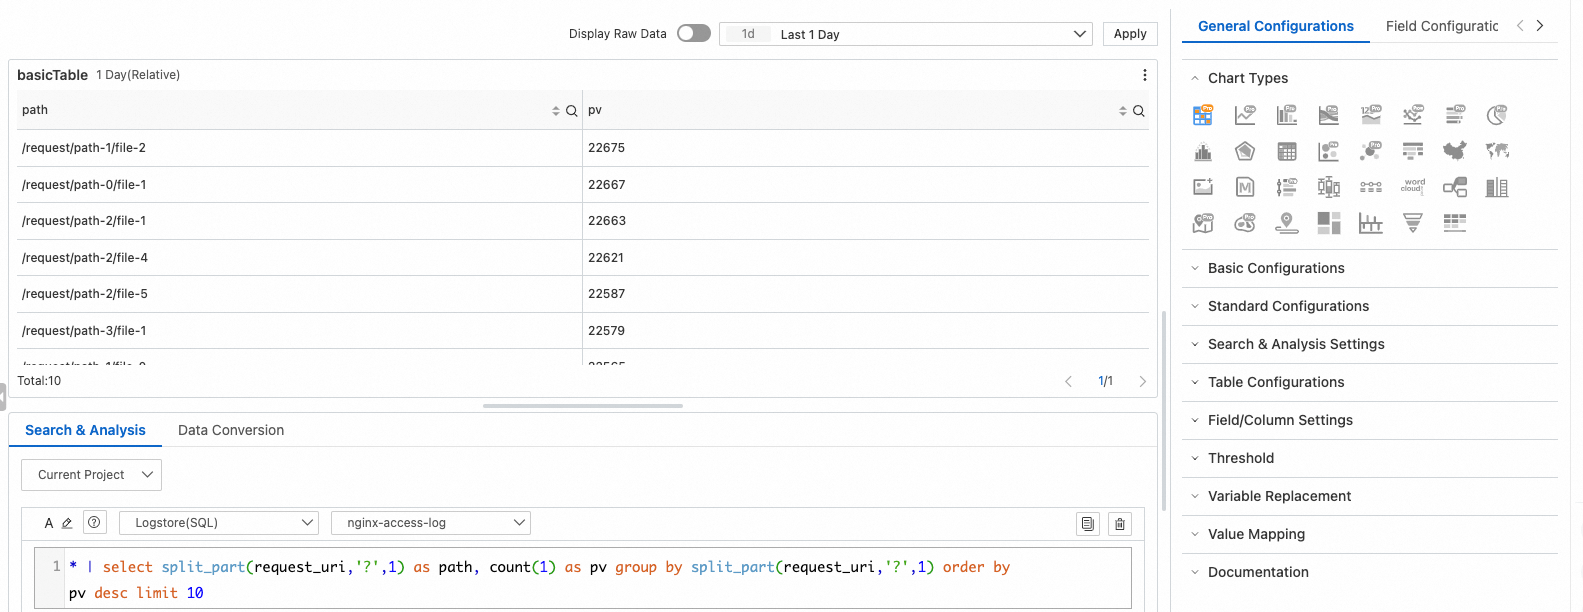 Display Raw Data 1d Last 1 Day Apply
basicTable 1 Day(Relative)
path pv
/request/path-1/file-2 22675
/request/path-0/file-1 22667
/request/path-2/file-1 22663
/request/path-2/file-4 22621
/request/path-2/file-5 22587
/request/path-3/file-1 22579
Total:10 1/1
Search & Analysis Data Conversion
Current Project
A Logstore(SQL) nginx-access-log
1 * | select split_part(request_uri,'?',1) as path, count(1) as pv group by split_part(request_uri,'?',1) order by
pv desc limit 10
General Configurations Field Configuratic
Chart Types
Basic Configurations
Standard Configurations
Search & Analysis Settings
Table Configurations
Field/Column Settings
Threshold
Variable Replacement
Value Mapping
Documentation